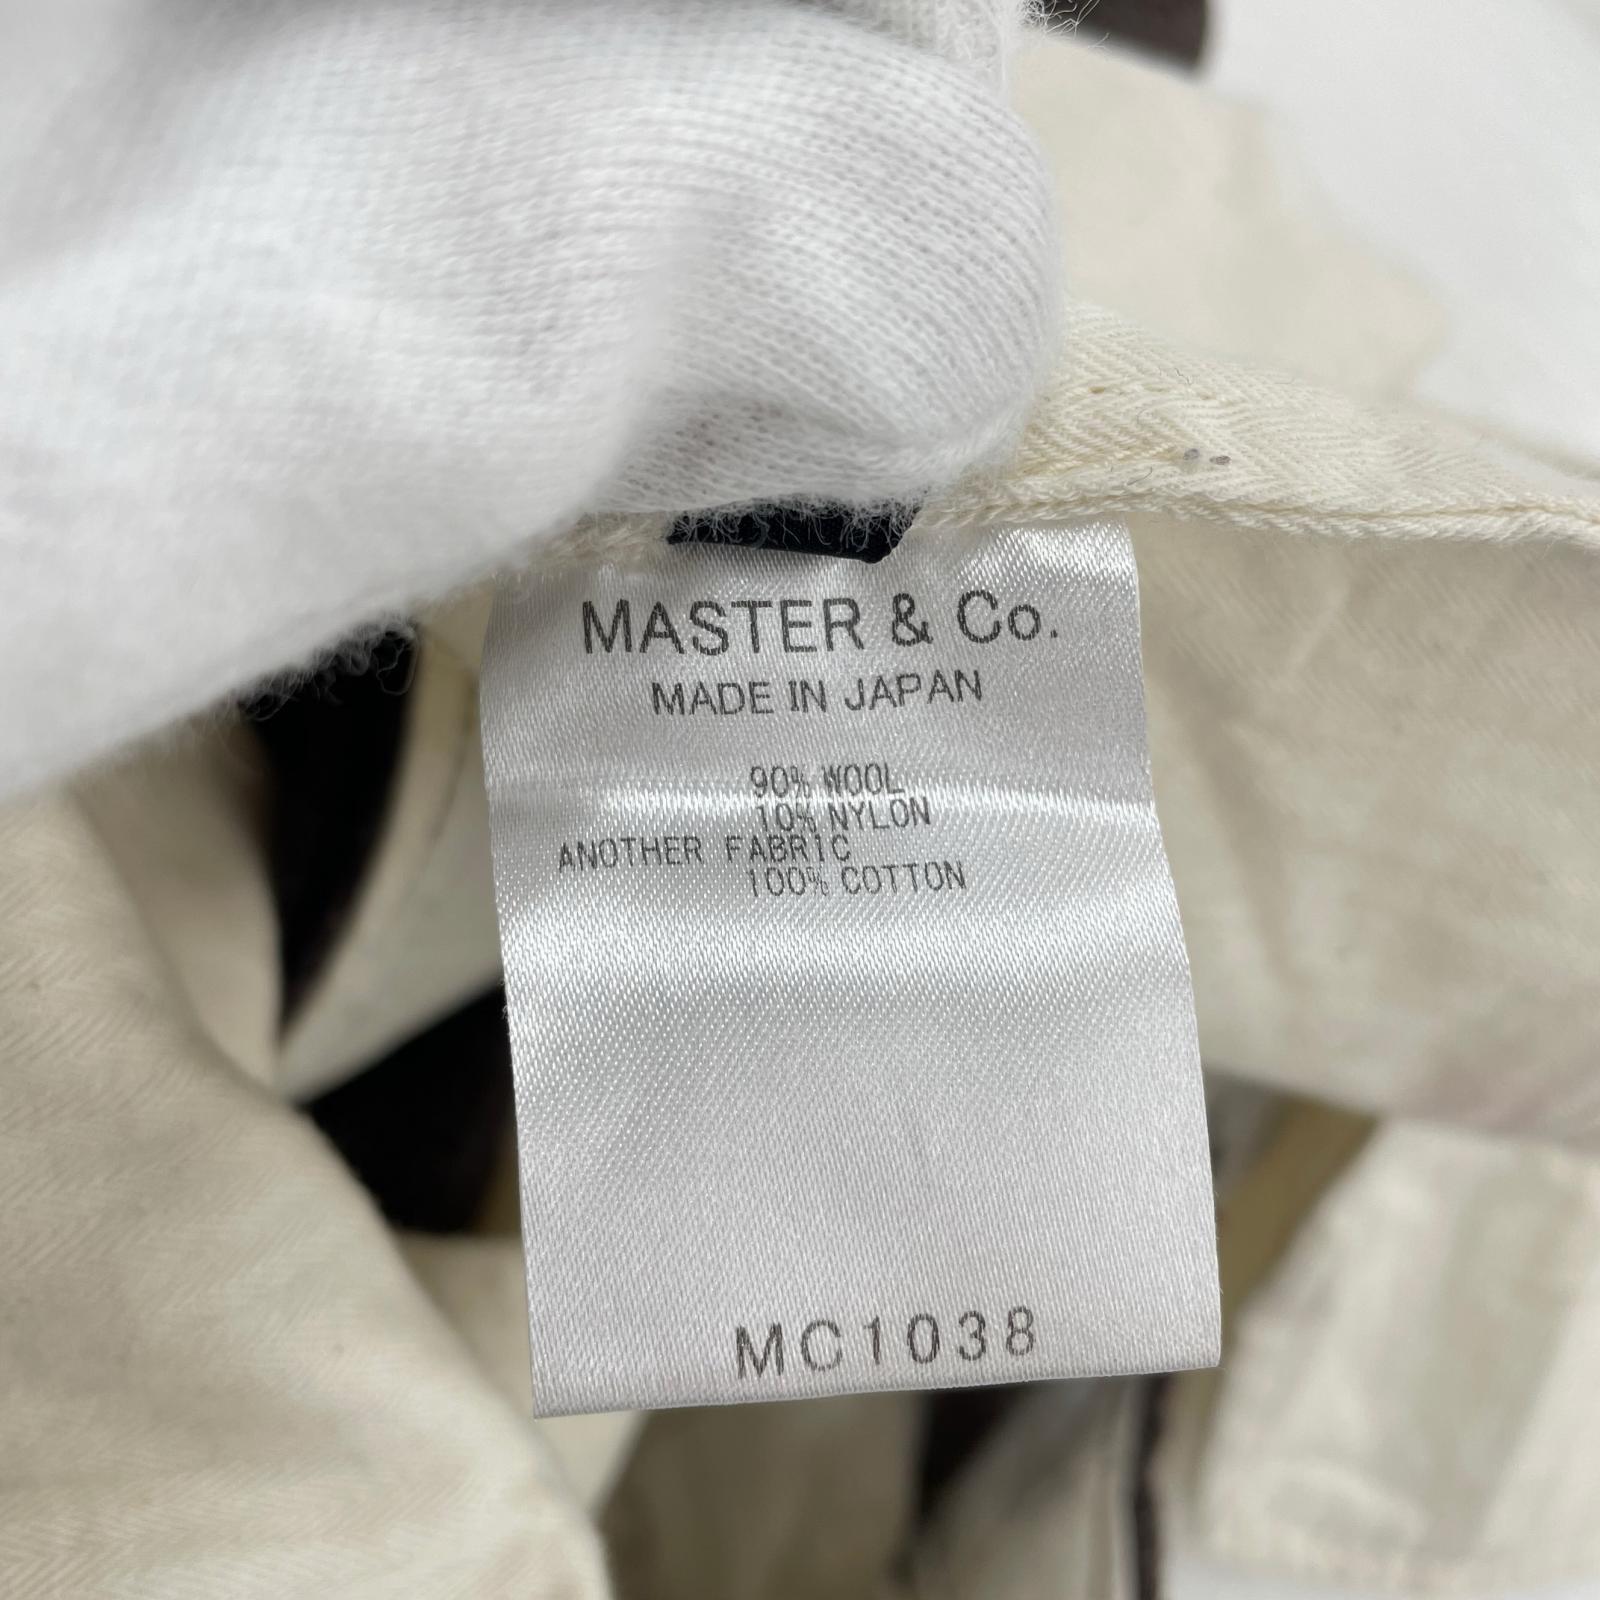 MASTER & Co.
MADE IN JAPAN
90% WOOL
10% NYLON
ANOTHER FABRIC
100% COTTON
MC1038